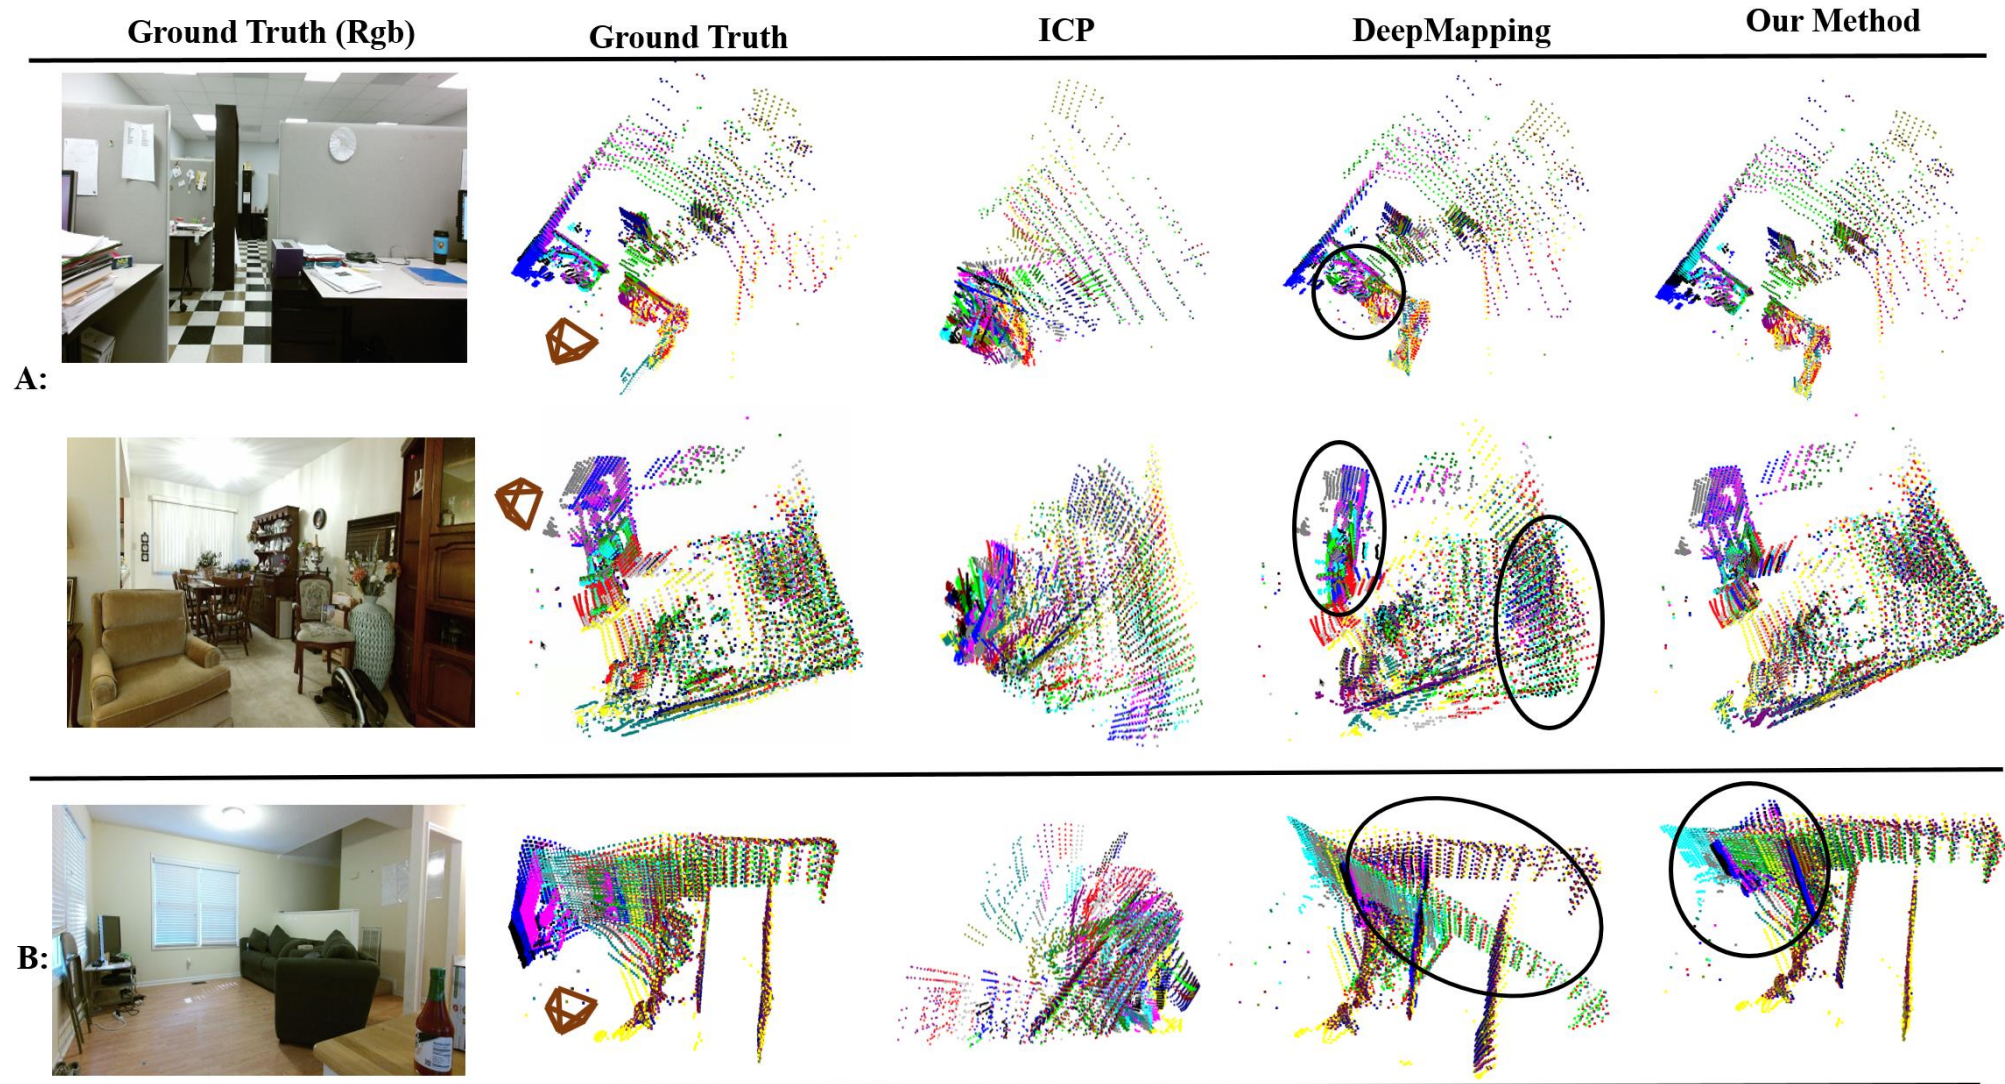 Ground Truth (Rgb)
Ground Truth
ICP
DeepMapping
Our Method
A:
B: